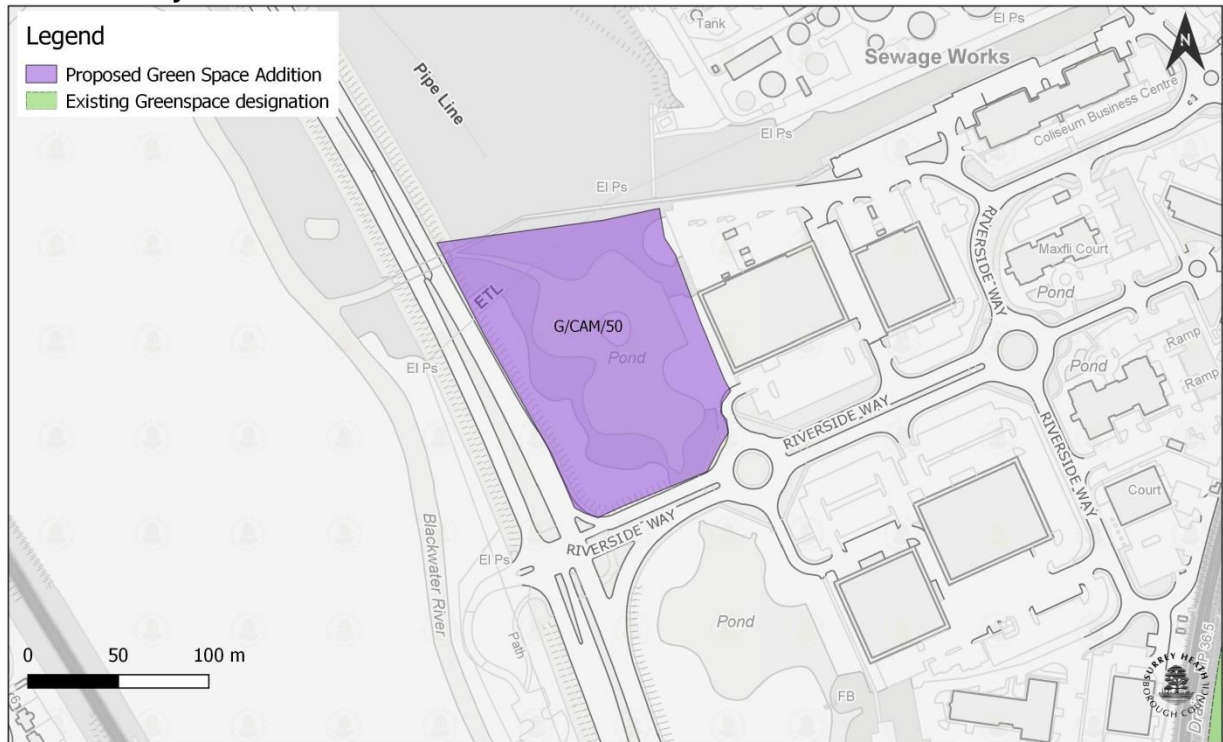 Legend
Proposed Green Space Addition
Existing Greenspace designation
N
Tank
El Ps
Sewage Works
Pipe Line
El Ps
Coliseum Business Centre
El Ps
RIVERSIDE WAY
Maxfli Court
Pond
ETL
G/CAM/50
Pond
El Ps
Pond
Ramp
Ramp
RIVERSIDE WAY
RIVERSIDE WAY
Court
RIVERSIDE WAY
El Ps
Blackwater River
Path
Pond
FB
0 50 100 m
SURREY HEATH
BOROUGH COUNCIL